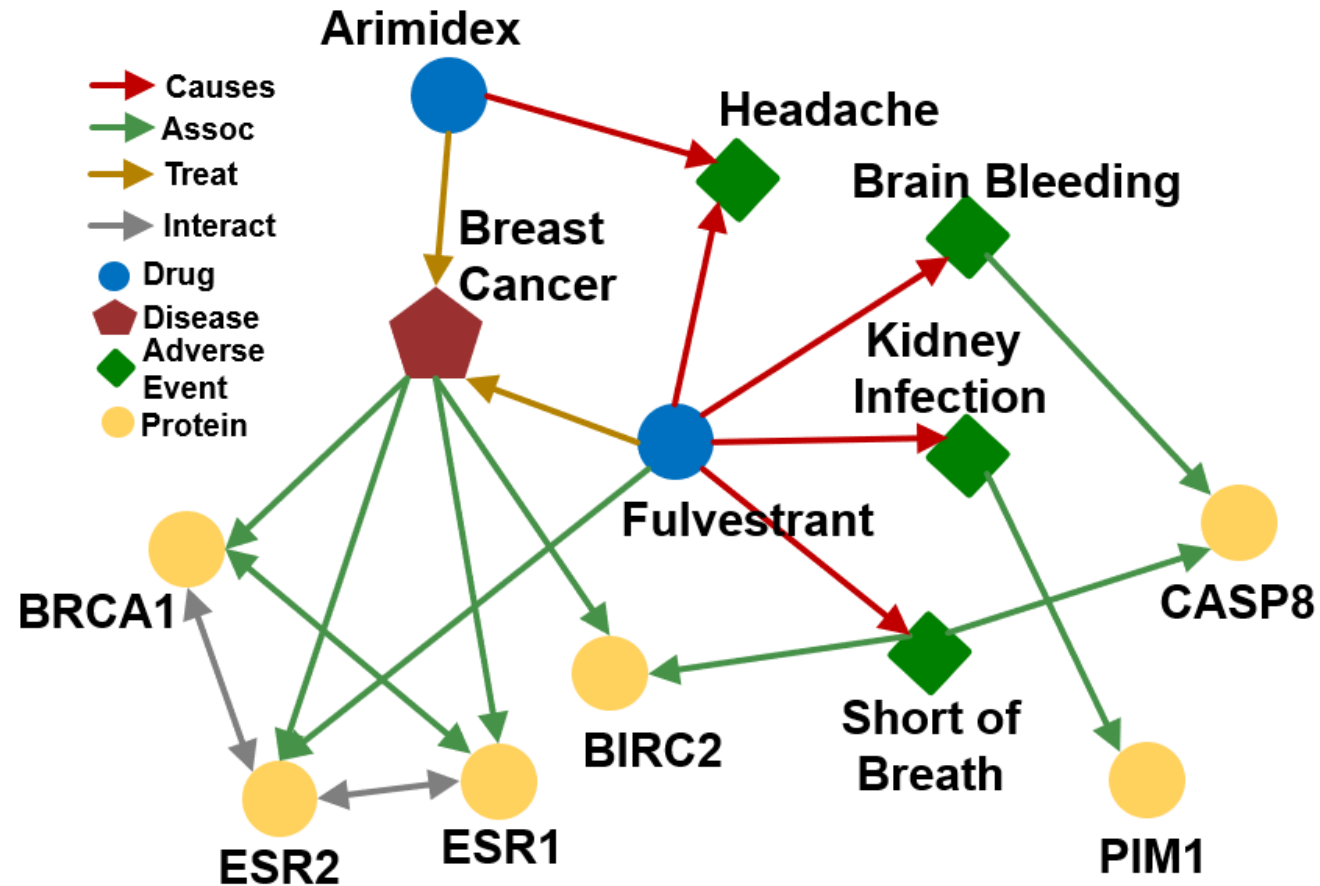 Arimidex
Causes
Assoc
Treat
Interact
Drug
Disease
Adverse
Event
Protein
Headache
Brain Bleeding
Breast
Cancer
Kidney
Infection
Fulvestrant
BRCA1
CASP8
BIRC2
Short of
Breath
ESR2
ESR1
PIM1